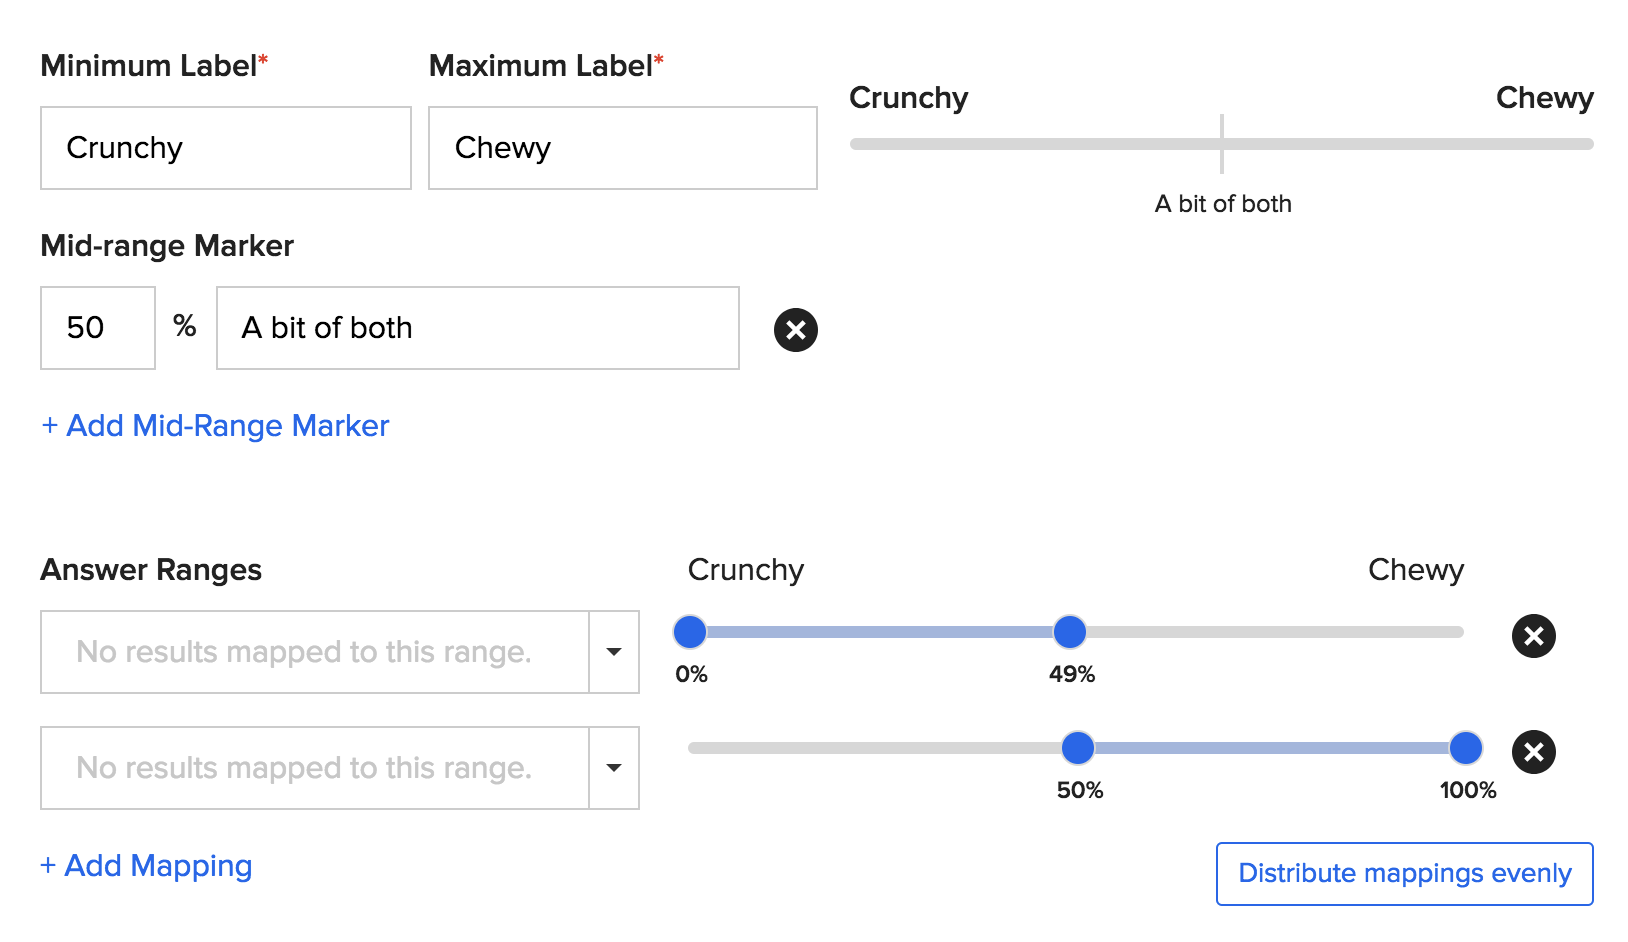 Minimum Label*
Maximum Label*
Crunchy
Chewy
Crunchy
Chewy
A bit of both
Mid-range Marker
50
%
A bit of both
+ Add Mid-Range Marker
Answer Ranges
Crunchy
Chewy
No results mapped to this range.
0%
49%
No results mapped to this range.
50%
100%
+ Add Mapping
Distribute mappings evenly